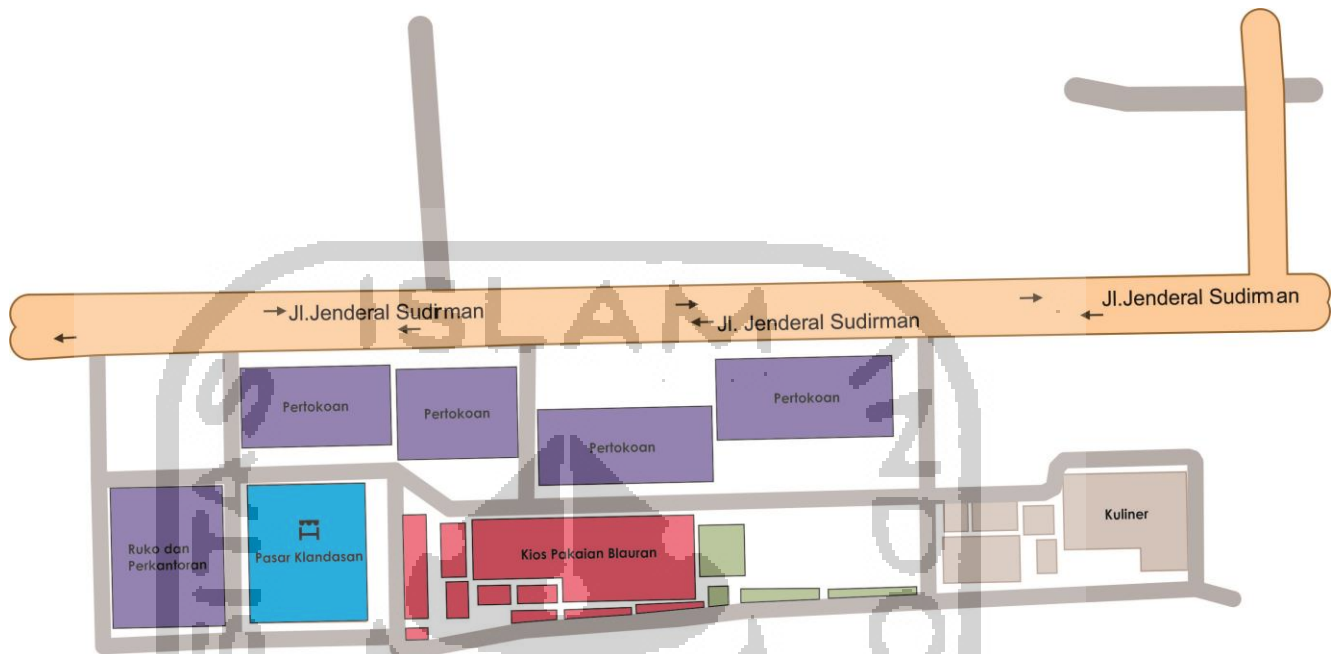 Jl.Jenderal Sudirman
Jl. Jenderal Sudirman
Jl.Jenderal Sudirman
Pertokoan
Pertokoan
Pertokoan
Pertokoan
Ruko dan
Perkantoran
Pasar Klandasan
Kios Pakaian Blauran
Kuliner
ISLAM